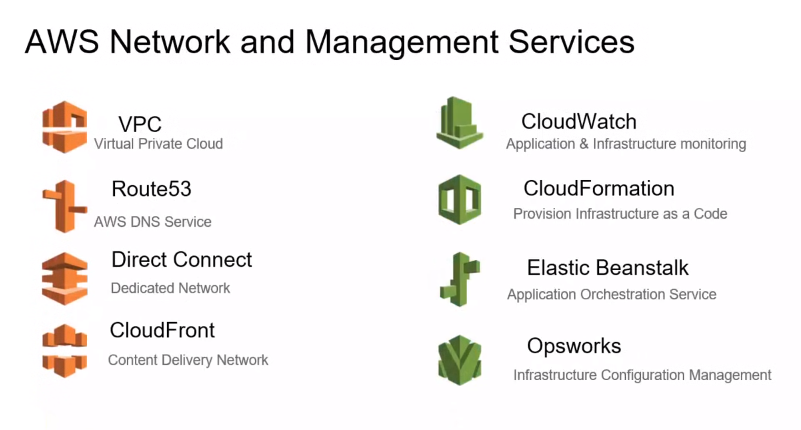 AWS Network and Management Services
VPC
Virtual Private Cloud
Route53
AWS DNS Service
Direct Connect
Dedicated Network
CloudFront
Content Delivery Network
CloudWatch
Application & Infrastructure monitoring
CloudFormation
Provision Infrastructure as a Code
Elastic Beanstalk
Application Orchestration Service
Opsworks
Infrastructure Configuration Management